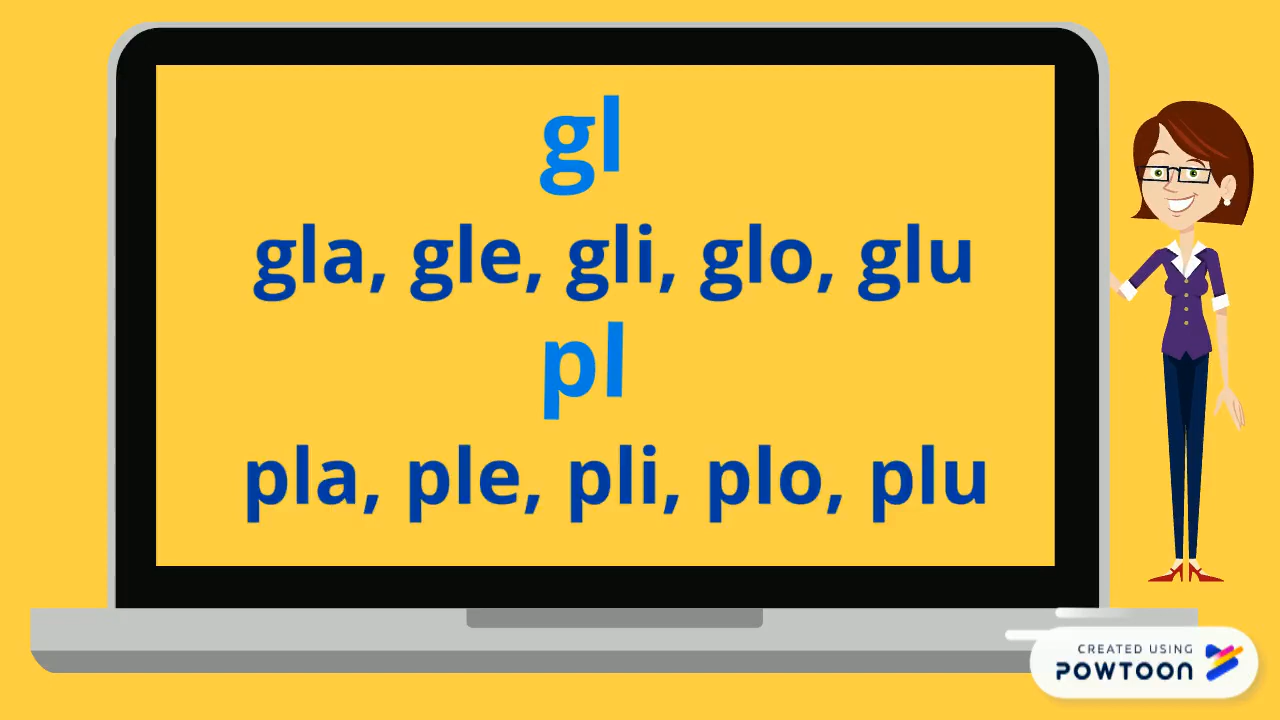 gl
gla, gle, gli, glo, glu
pl
pla, ple, pli, plo, plu
CREATED USING
POWTOON